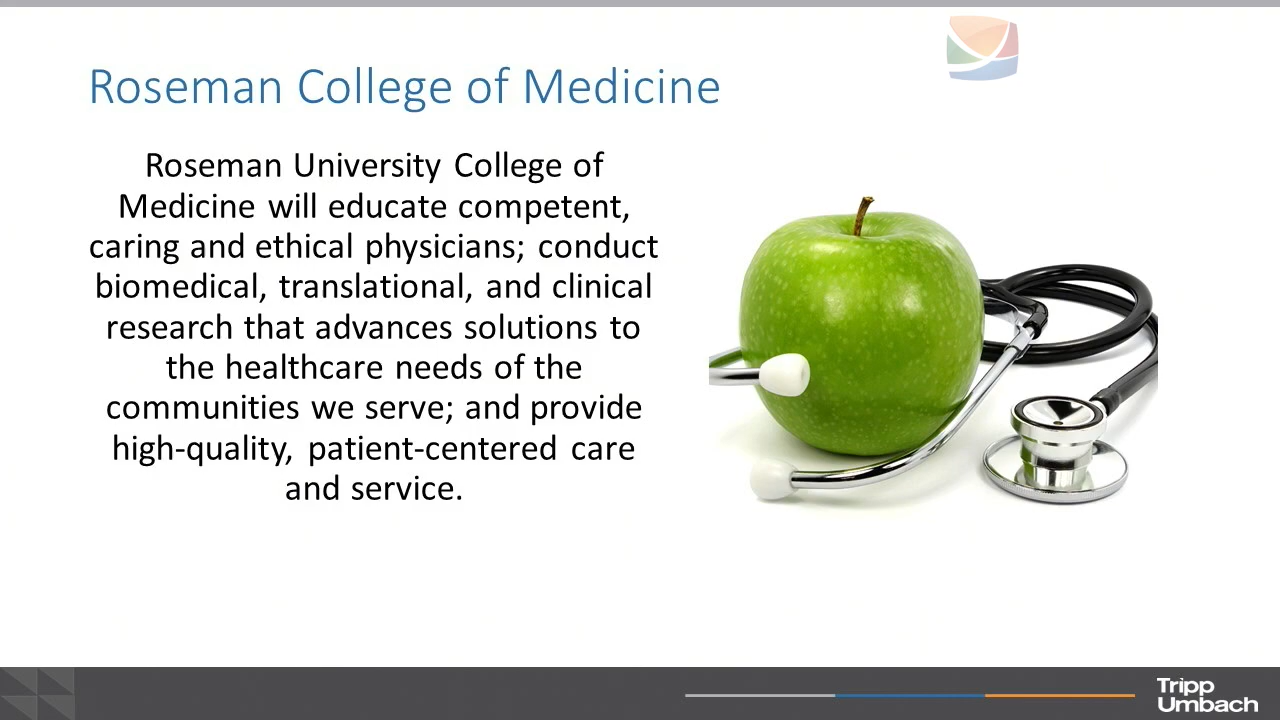 Roseman College of Medicine
Roseman University College of
Medicine will educate competent,
caring and ethical physicians; conduct
biomedical, translational, and clinical
research that advances solutions to
the healthcare needs of the
communities we serve; and provide
high-quality, patient-centered care
and service.
Tripp
Umbach